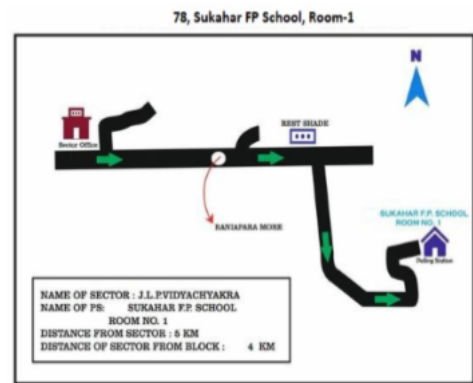 78, Sukahar FP School, Room-1
N
REST SHADE
Sector Office
RANIAPARA MORE
SUKAHAR F.P. SCHOOL
ROOM NO. 1
Polling Station
NAME OF SECTOR : J.L.P.VIDYACHYAKRA
NAME OF PS: SUKAHAR F.P. SCHOOL
ROOM NO. 1
DISTANCE FROM SECTOR : 5 KM
DISTANCE OF SECTOR FROM BLOCK : 4 KM